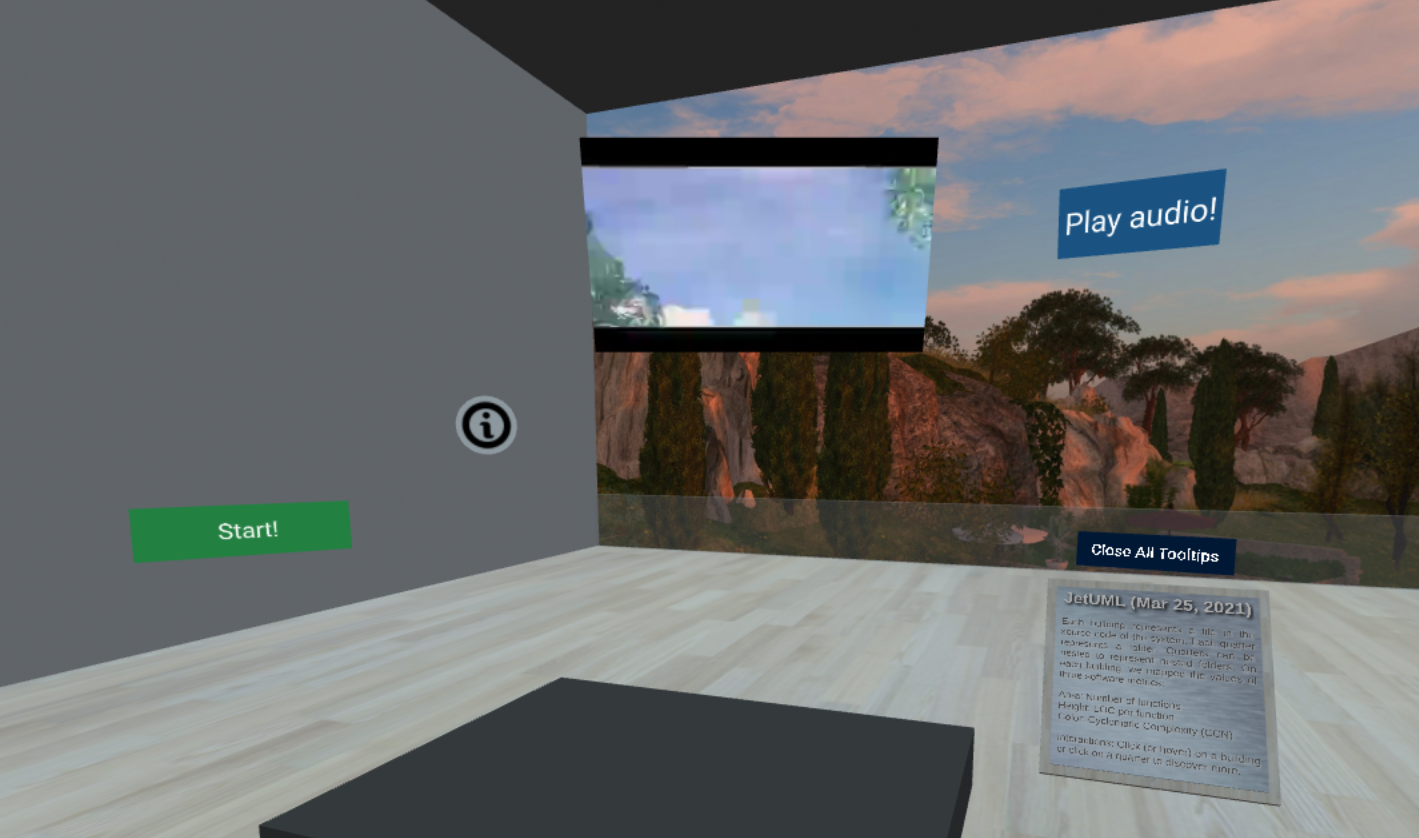 Play audio!
Start!
Close All Tooltips
JetUML (Mar 25, 2021)
Each building represents a file in the
source code of the system. Each quarter
represents a folder. Quarters can be
nested to represent nested folders. On
each building, we mapped the values of
three software metrics.
Area: Number of functions
Height: LOC per function
Color: Cyclomatic Complexity (CCN)
Interactions: Click (or hover) on a building
or click on a quarter to discover more.